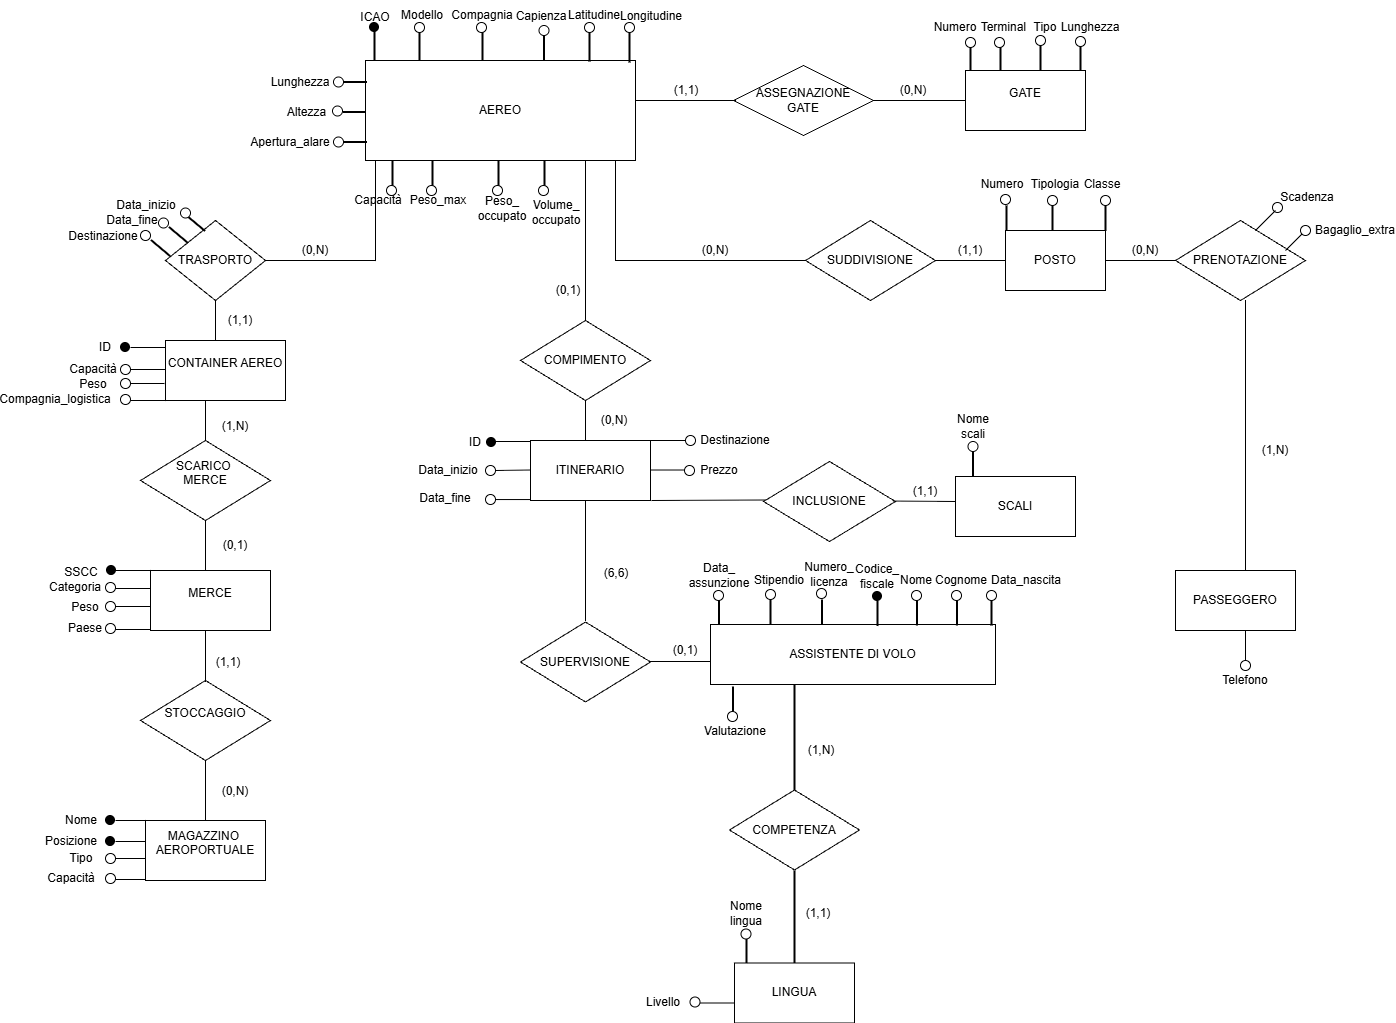 ICAO
Modello
Compagnia
Capienza
Latitudine
Longitudine
Lunghezza
Altezza
Apertura_alare
AEREO
(1,1)
ASSEGNAZIONE
GATE
(0,N)
Numero
Terminal
Tipo
Lunghezza
GATE
Capacità
Peso_max
Peso_
occupato
Volume_
occupato
Data_inizio
Data_fine
Destinazione
TRASPORTO
(0,N)
(0,1)
(0,N)
SUDDIVISIONE
(1,1)
Numero
Tipologia
Classe
POSTO
(0,N)
PRENOTAZIONE
Scadenza
Bagaglio_extra
(1,1)
ID
Capacità
Peso
Compagnia_logistica
CONTAINER AEREO
COMPIMENTO
(1,N)
(0,N)
SCARICO
MERCE
ID
Data_inizio
Data_fine
ITINERARIO
Destinazione
Prezzo
INCLUSIONE
(1,1)
Nome
scali
SCALI
(1,N)
(0,1)
SSCC
Categoria
Peso
Paese
MERCE
(6,6)
SUPERVISIONE
(0,1)
Data_
assunzione
Stipendio
Numero_
licenza
Codice_
fiscale
Nome
Cognome
Data_nascita
ASSISTENTE DI VOLO
Valutazione
PASSEGGERO
Telefono
(1,1)
STOCCAGGIO
(0,N)
(1,N)
Nome
Posizione
Tipo
Capacità
MAGAZZINO
AEROPORTUALE
COMPETENZA
(1,1)
Nome
lingua
Livello
LINGUA